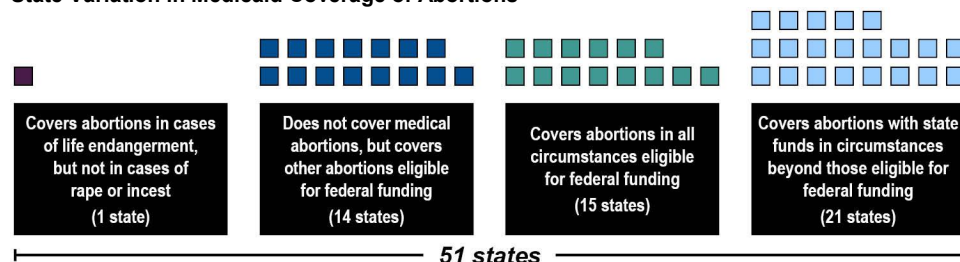 State Variation in Medicaid Coverage of Abortions
Covers abortions in cases
of life endangerment,
but not in cases of
rape or incest
(1 state)
Does not cover medical
abortions, but covers
other abortions eligible
for federal funding
(14 states)
Covers abortions in all
circumstances eligible
for federal funding
(15 states)
Covers abortions with state
funds in circumstances
beyond those eligible for
federal funding
(21 states)
51 states